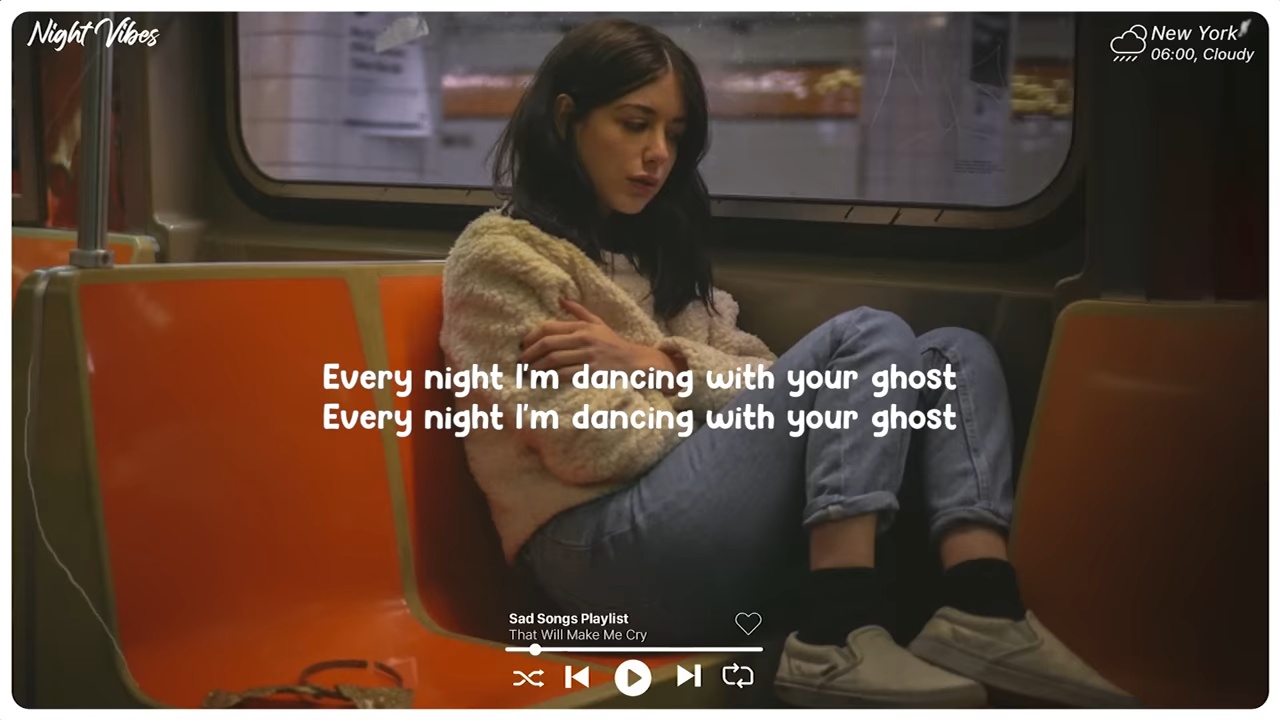 Night Vibes
New York
06:00, Cloudy
Every night I'm dancing with your ghost
Every night I'm dancing with your ghost
Sad Songs Playlist
That Will Make Me Cry